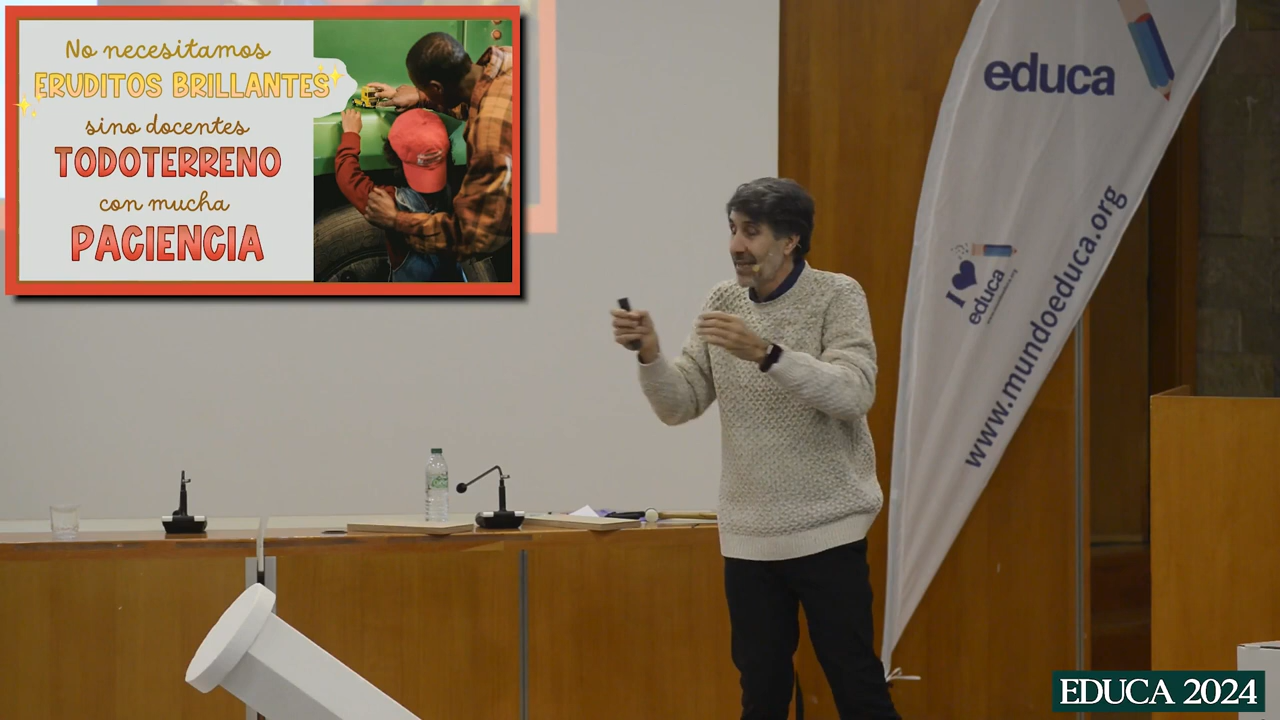 No necesitamos
ERUDITOS BRILLANTES
sino docentes
TODOTERRENO
con mucha
PACIENCIA
educa
I
educa
www.mundoeduca.org
EDUCA 2024